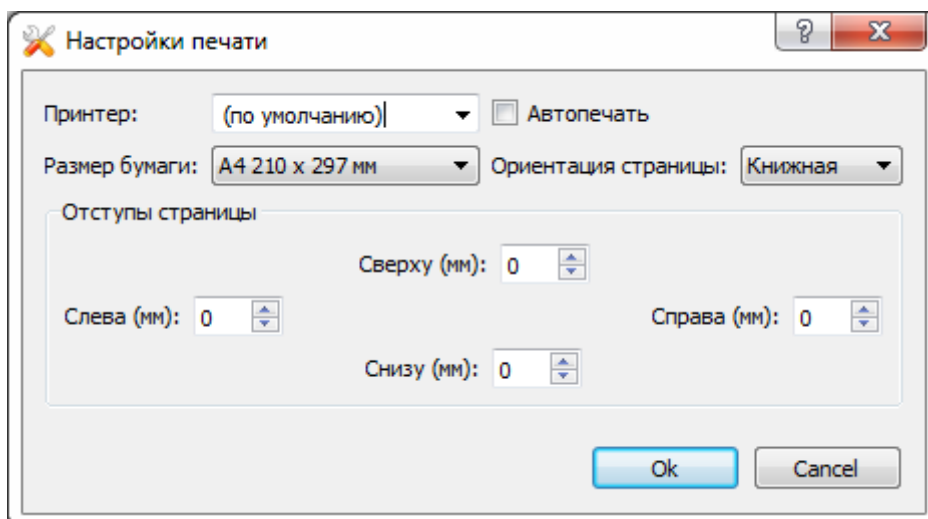 Настройки печати
Принтер: (по умолчанию) Автопечать
Размер бумаги: A4 210 x 297 мм Ориентация страницы: Книжная
Отступы страницы
Сверху (мм): 0
Слева (мм): 0 Справа (мм): 0
Снизу (мм): 0
Ok Cancel